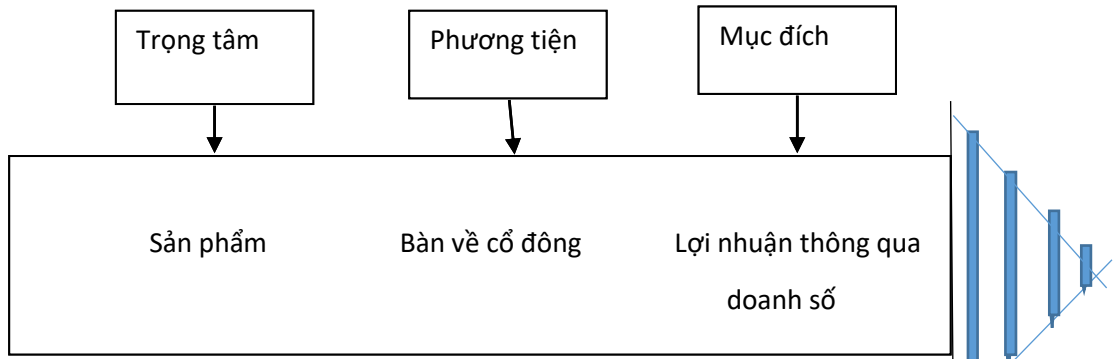 Trọng tâm
Phương tiện
Mục đích
Sản phẩm
Bàn về cổ đông
Lợi nhuận thông qua
doanh số